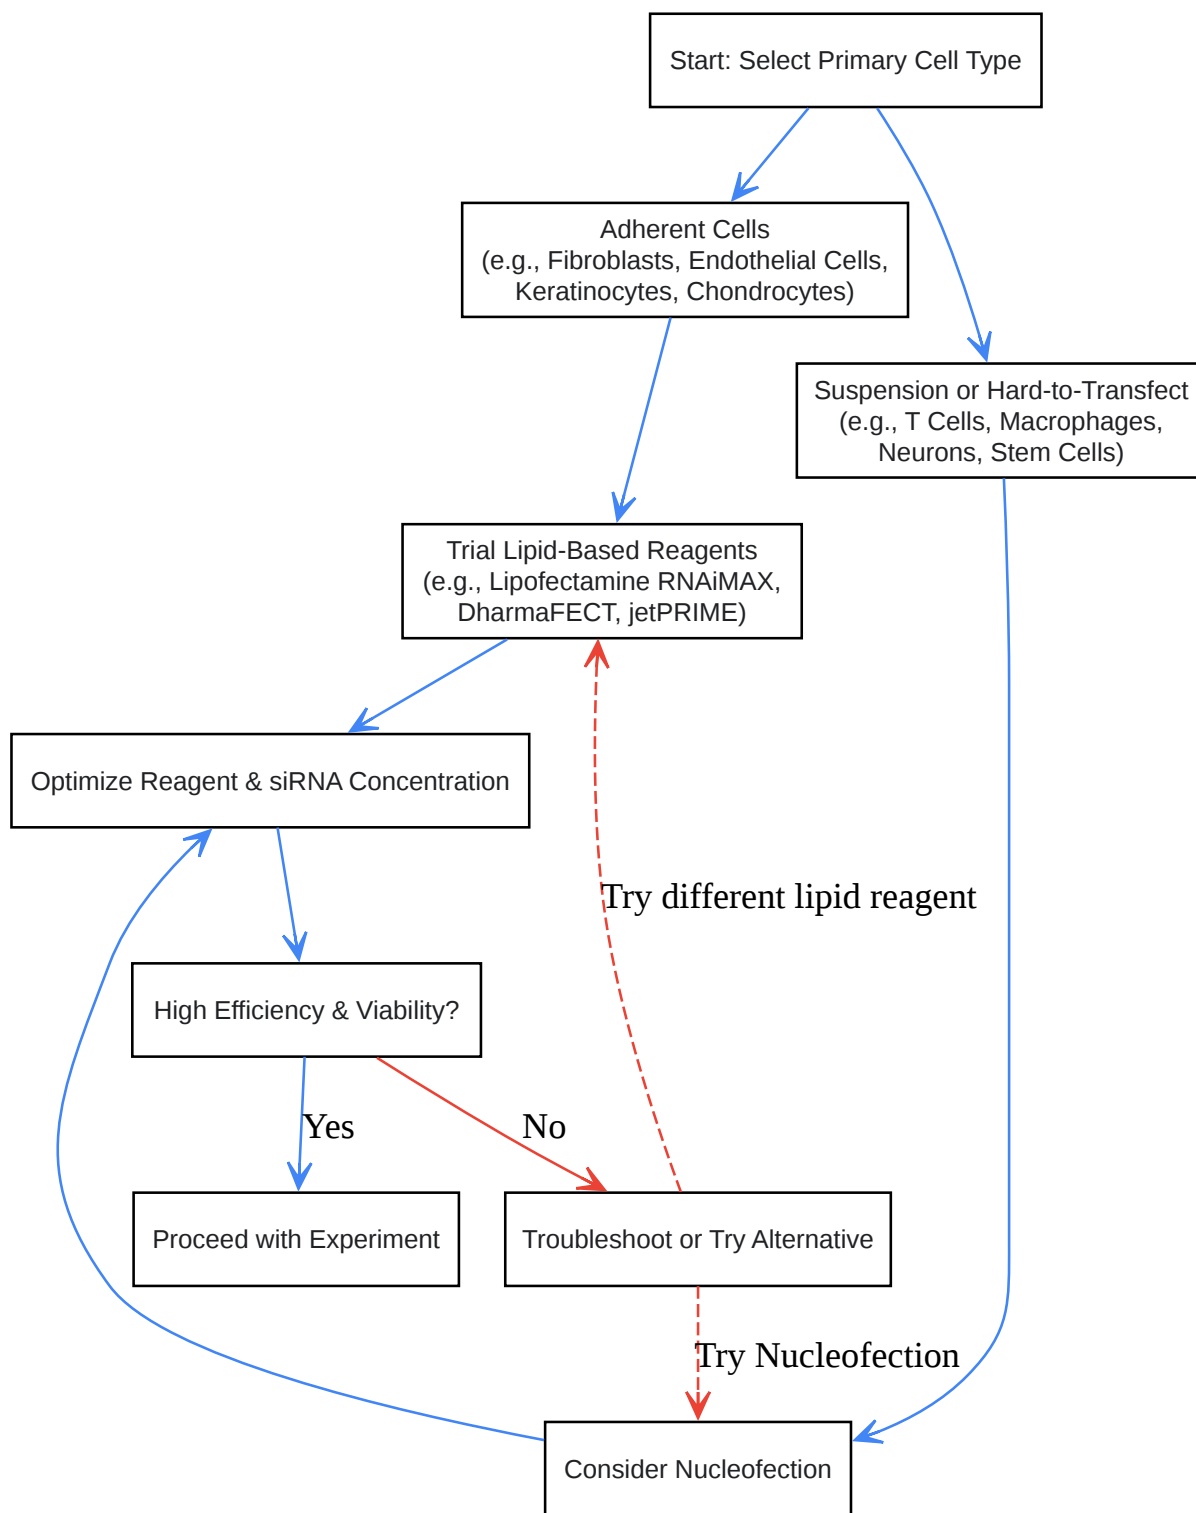 Start: Select Primary Cell Type
Adherent Cells
(e.g., Fibroblasts, Endothelial Cells,
Keratinocytes, Chondrocytes)
Suspension or Hard-to-Transfect
(e.g., T Cells, Macrophages,
Neurons, Stem Cells)
Trial Lipid-Based Reagents
(e.g., Lipofectamine RNAiMAX,
DharmaFECT, jetPRIME)
Optimize Reagent & siRNA Concentration
Try different lipid reagent
High Efficiency & Viability?
Yes
No
Proceed with Experiment
Troubleshoot or Try Alternative
Try Nucleofection
Consider Nucleofection